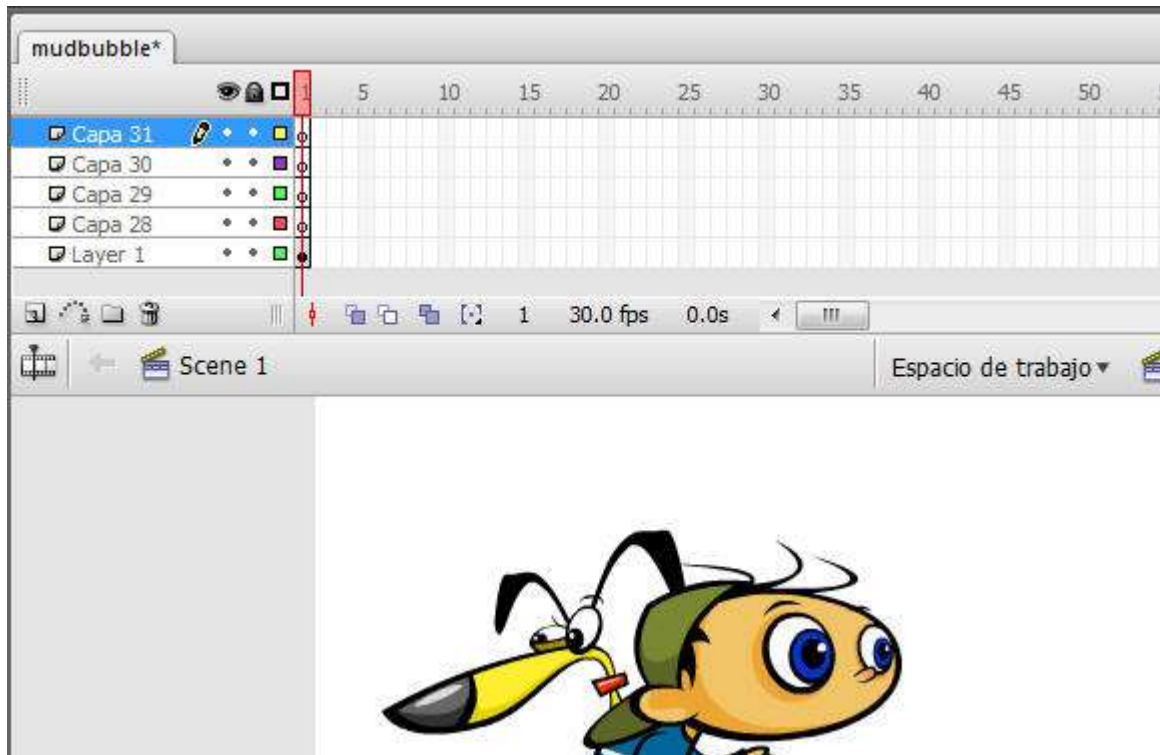 mudbubble*
1 5 10 15 20 25 30 35 40 45 50
Capa 31
Capa 30
Capa 29
Capa 28
Layer 1
1 30.0 fps 0.0s
Scene 1 Espacio de trabajo